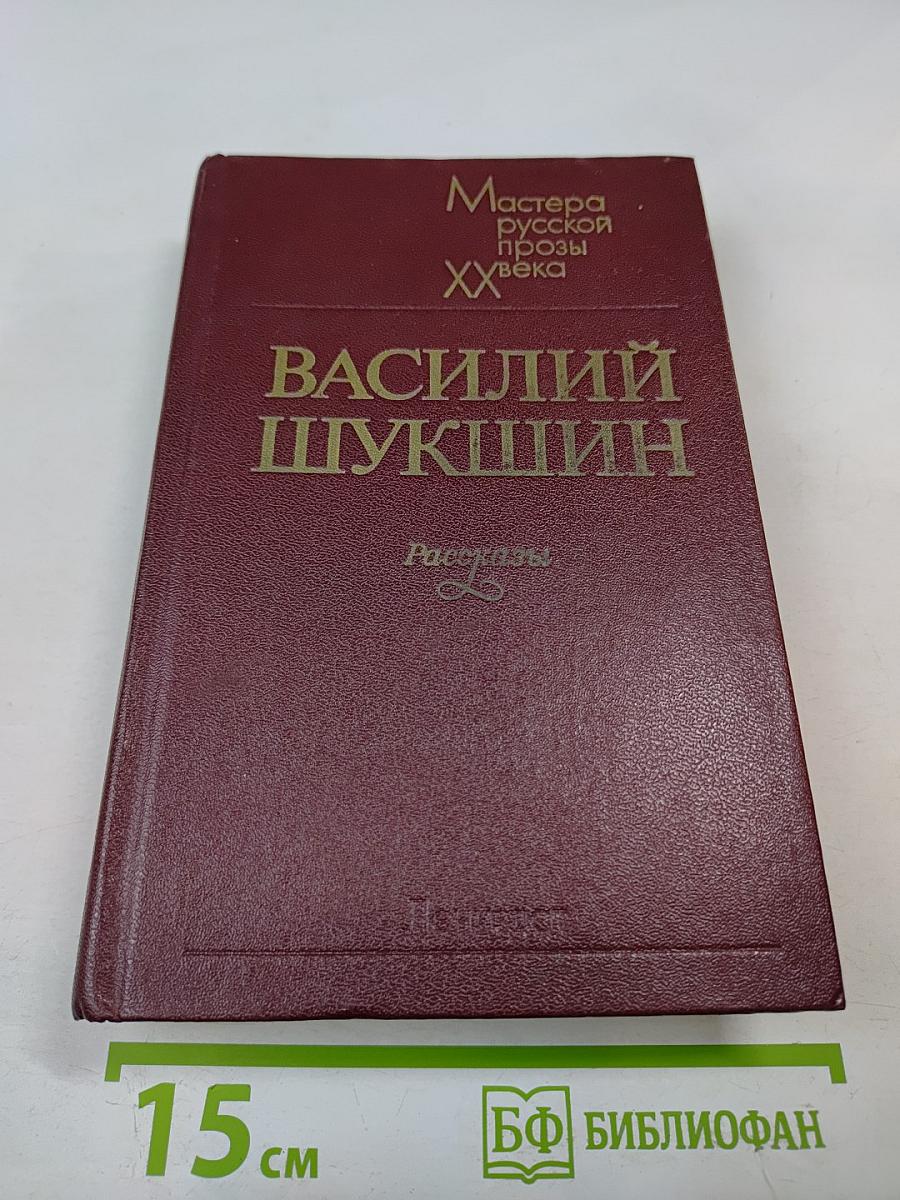 Мастера
русской
прозы
XX века
ВАСИЛИЙ
ШУКШИН
Рассказы
15 см
БФ БИБЛИОФАН